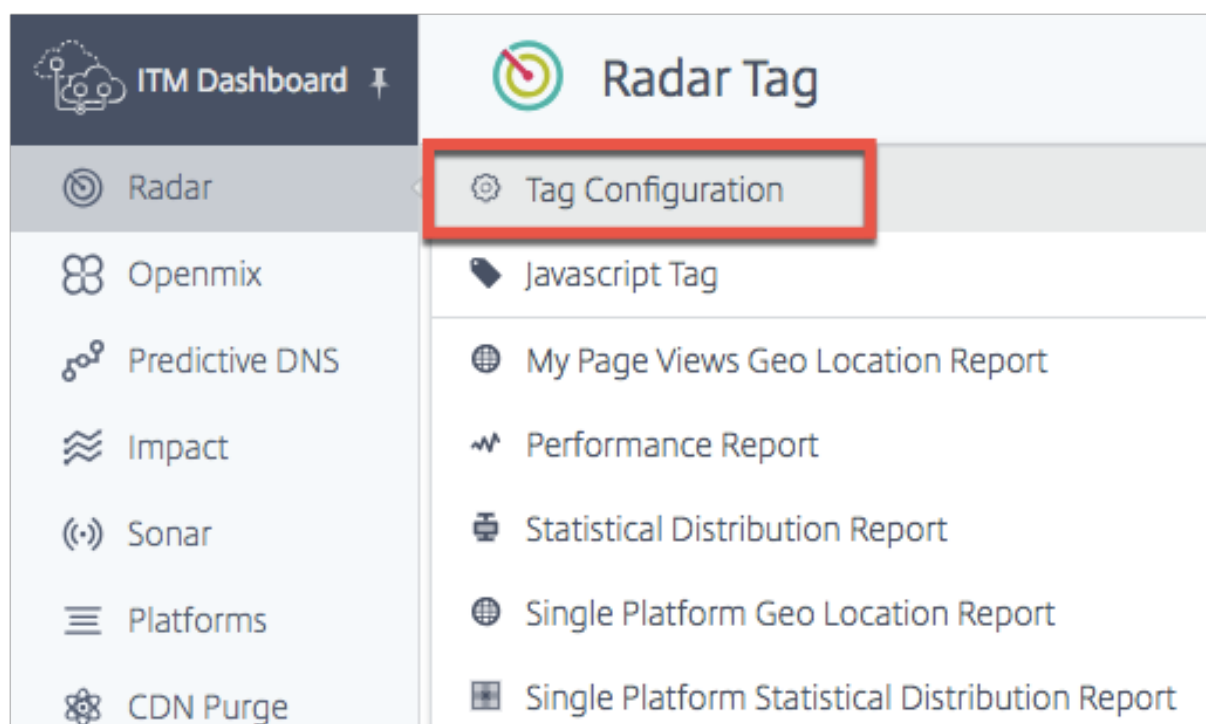 ITM Dashboard
Radar Tag
Radar
Openmix
Predictive DNS
Impact
Sonar
Platforms
CDN Purge
Tag Configuration
Javascript Tag
My Page Views Geo Location Report
Performance Report
Statistical Distribution Report
Single Platform Geo Location Report
Single Platform Statistical Distribution Report